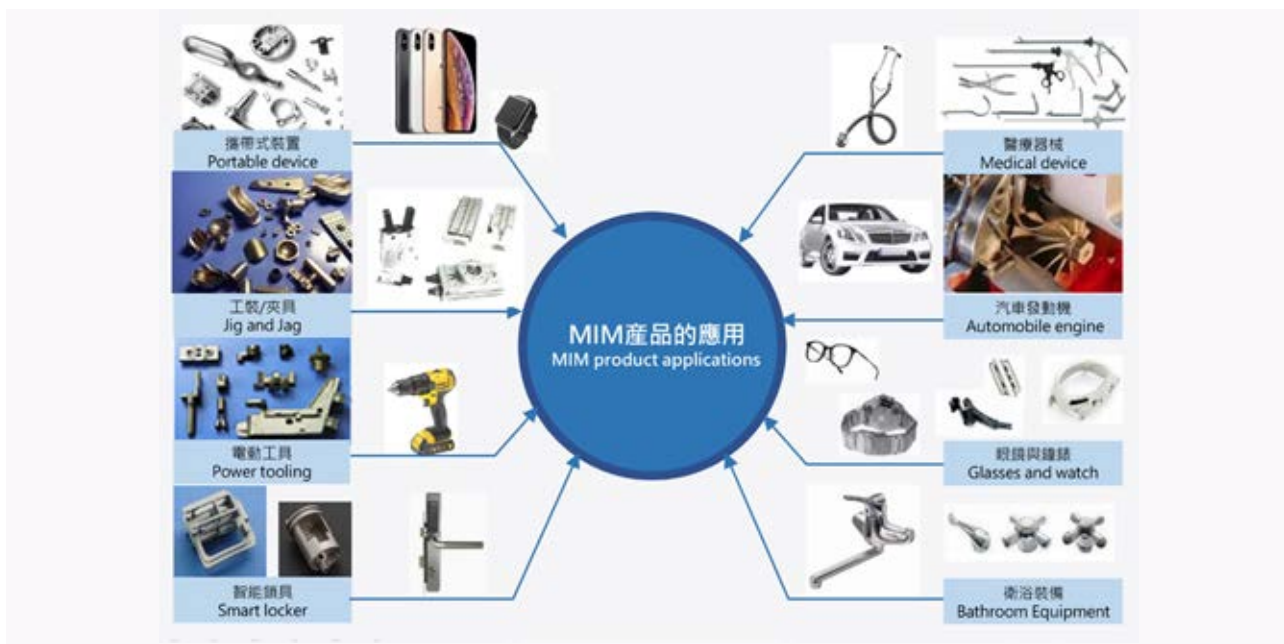 攜帶式裝置
Portable device
工裝/夾具
Jig and Jag
電動工具
Power tooling
智能鎖具
Smart locker
MIM産品的應用
MIM product applications
醫療器械
Medical device
汽車發動機
Automobile engine
眼鏡與鐘錶
Glasses and watch
衛浴裝備
Bathroom Equipment